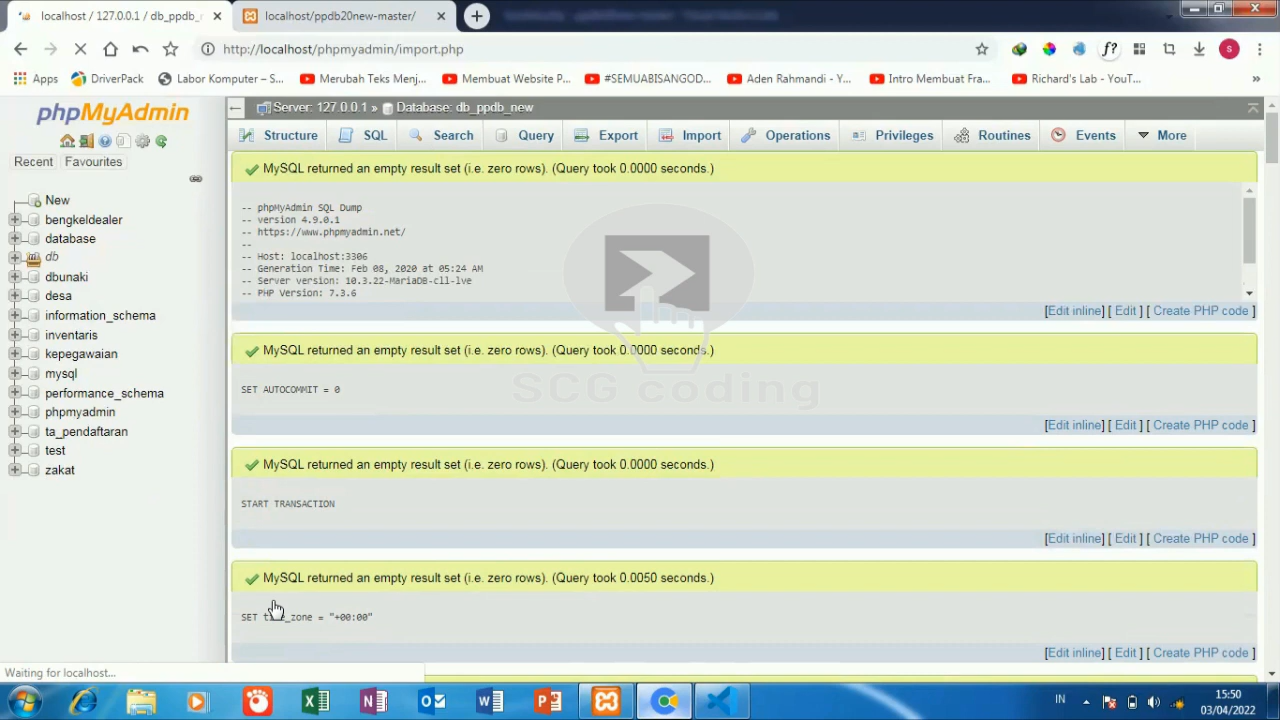 localhost / 127.0.0.1 / db_ppdb_
localhost/ppdb20new-master/
http://localhost/phpmyadmin/import.php
f?
S
Apps
DriverPack
Labor Komputer – S...
Merubah Teks Menj...
Membuat Website P...
#SEMUABISANGOD...
Aden Rahmandi - Y...
Intro Membuat Fra...
Richard's Lab - YouT...
»
phpMyAdmin
Recent
Favourites
New
bengkeldealer
database
db
dbunaki
desa
information_schema
inventaris
kepegawaian
mysql
performance_schema
phpmyadmin
ta_pendaftaran
test
zakat
Server: 127.0.0.1 » Database: db_ppdb_new
Structure
SQL
Search
Query
Export
Import
Operations
Privileges
Routines
Events
More
MySQL returned an empty result set (i.e. zero rows). (Query took 0.0000 seconds.)
-- phpMyAdmin SQL Dump
-- version 4.9.0.1
-- https://www.phpmyadmin.net/
--
-- Host: localhost:3306
-- Generation Time: Feb 08, 2020 at 05:24 AM
-- Server version: 10.3.22-MariaDB-cll-lve
-- PHP Version: 7.3.6
[Edit inline] [ Edit ] [ Create PHP code ]
MySQL returned an empty result set (i.e. zero rows). (Query took 0.0000 seconds.)
SCG coding
SET AUTOCOMMIT = 0
[Edit inline] [ Edit ] [ Create PHP code ]
MySQL returned an empty result set (i.e. zero rows). (Query took 0.0000 seconds.)
START TRANSACTION
[Edit inline] [ Edit ] [ Create PHP code ]
MySQL returned an empty result set (i.e. zero rows). (Query took 0.0050 seconds.)
SET time_zone = "+00:00"
[Edit inline] [ Edit ] [ Create PHP code ]
Waiting for localhost...
IN
15:50
03/04/2022